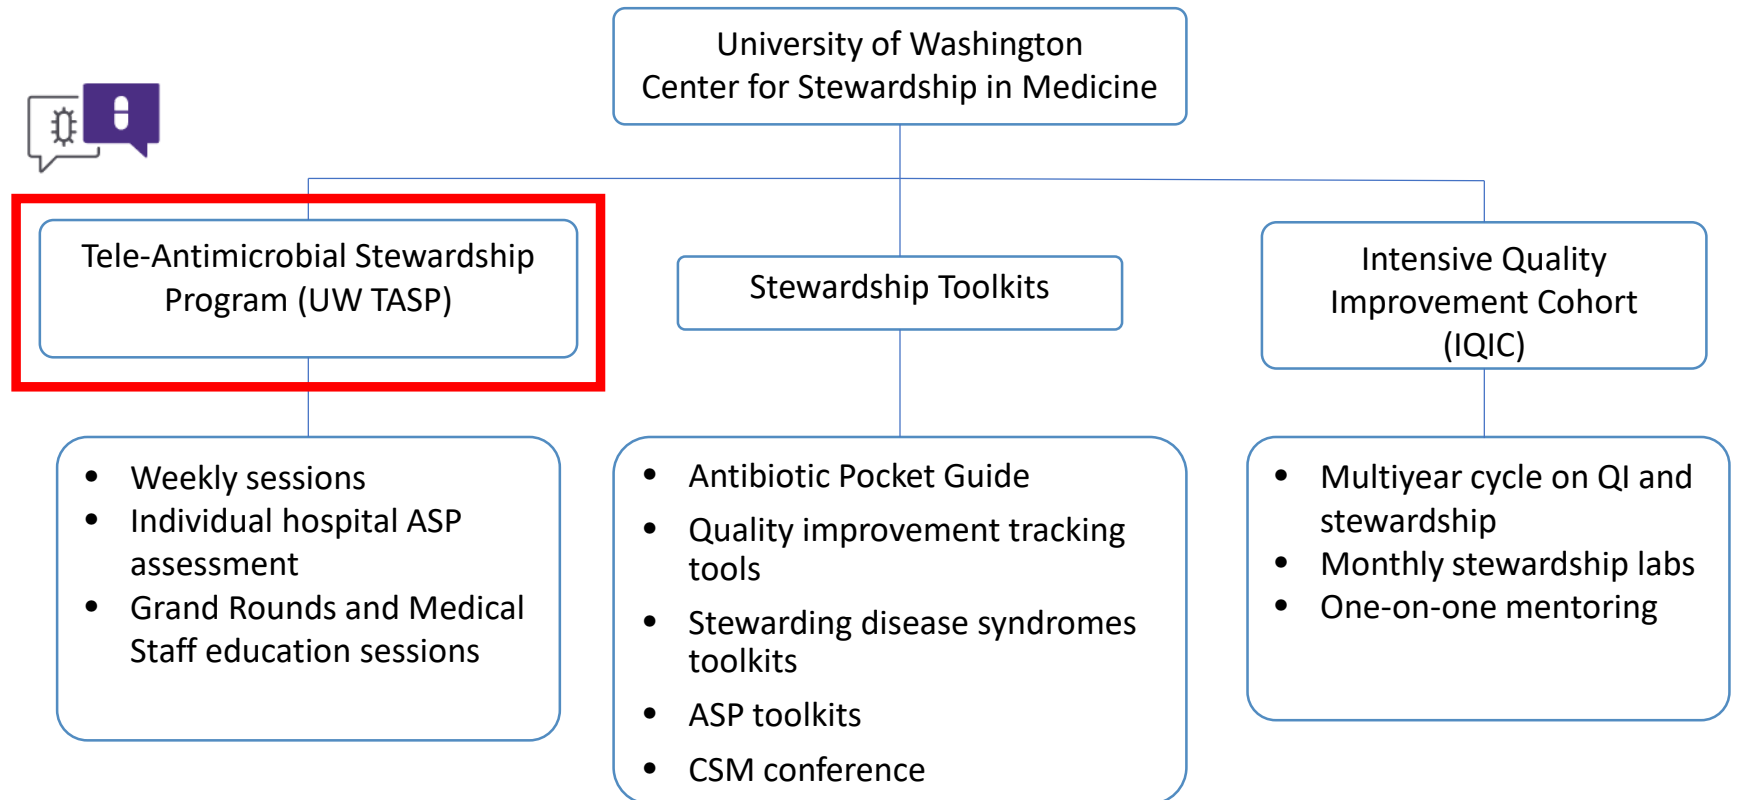 University of Washington
Center for Stewardship in Medicine
Tele-Antimicrobial Stewardship
Program (UW TASP)
Stewardship Toolkits
Intensive Quality
Improvement Cohort
(IQIC)
• Weekly sessions
• Individual hospital ASP
assessment
• Grand Rounds and Medical
Staff education sessions
• Antibiotic Pocket Guide
• Quality improvement tracking
tools
• Stewarding disease syndromes
toolkits
• ASP toolkits
• CSM conference
• Multiyear cycle on QI and
stewardship
• Monthly stewardship labs
• One-on-one mentoring